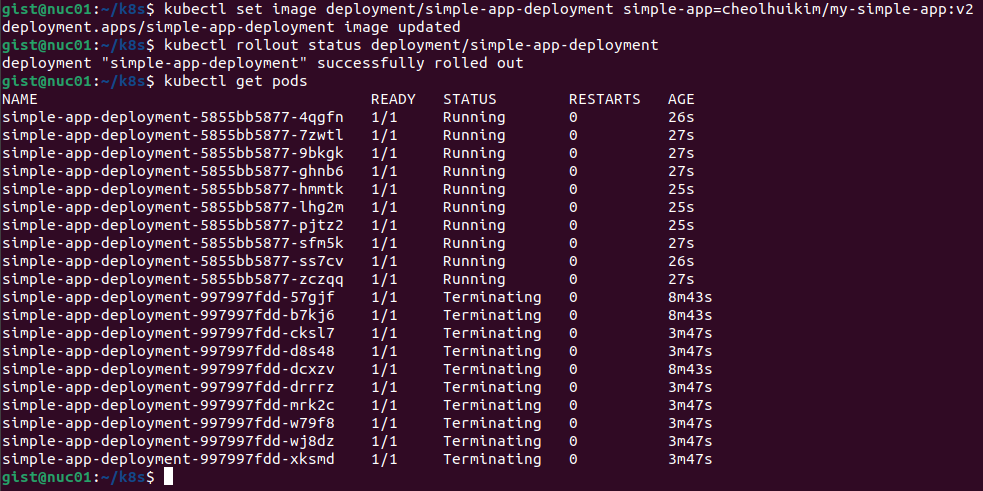 gist@nuc01:~/k8s$ kubectl set image deployment/simple-app-deployment simple-app=cheolhuikim/my-simple-app:v2
deployment.apps/simple-app-deployment image updated
gist@nuc01:~/k8s$ kubectl rollout status deployment/simple-app-deployment
deployment "simple-app-deployment" successfully rolled out
gist@nuc01:~/k8s$ kubectl get pods
NAME                                     READY   STATUS        RESTARTS   AGE
simple-app-deployment-5855bb5877-4qgfn   1/1     Running       0          26s
simple-app-deployment-5855bb5877-7zwtl   1/1     Running       0          27s
simple-app-deployment-5855bb5877-9bkgk   1/1     Running       0          27s
simple-app-deployment-5855bb5877-ghnb6   1/1     Running       0          27s
simple-app-deployment-5855bb5877-hmmtk   1/1     Running       0          25s
simple-app-deployment-5855bb5877-lhg2m   1/1     Running       0          25s
simple-app-deployment-5855bb5877-pjtz2   1/1     Running       0          25s
simple-app-deployment-5855bb5877-sfm5k   1/1     Running       0          27s
simple-app-deployment-5855bb5877-ss7cv   1/1     Running       0          26s
simple-app-deployment-5855bb5877-zczqq   1/1     Running       0          27s
simple-app-deployment-997997fdd-57gjf    1/1     Terminating   0          8m43s
simple-app-deployment-997997fdd-b7kj6    1/1     Terminating   0          8m43s
simple-app-deployment-997997fdd-cksl7    1/1     Terminating   0          3m47s
simple-app-deployment-997997fdd-d8s48    1/1     Terminating   0          3m47s
simple-app-deployment-997997fdd-dcxzv    1/1     Terminating   0          8m43s
simple-app-deployment-997997fdd-drrrz    1/1     Terminating   0          3m47s
simple-app-deployment-997997fdd-mrk2c    1/1     Terminating   0          3m47s
simple-app-deployment-997997fdd-w79f8    1/1     Terminating   0          3m47s
simple-app-deployment-997997fdd-wj8dz    1/1     Terminating   0          3m47s
simple-app-deployment-997997fdd-xksmd    1/1     Terminating   0          3m47s
gist@nuc01:~/k8s$